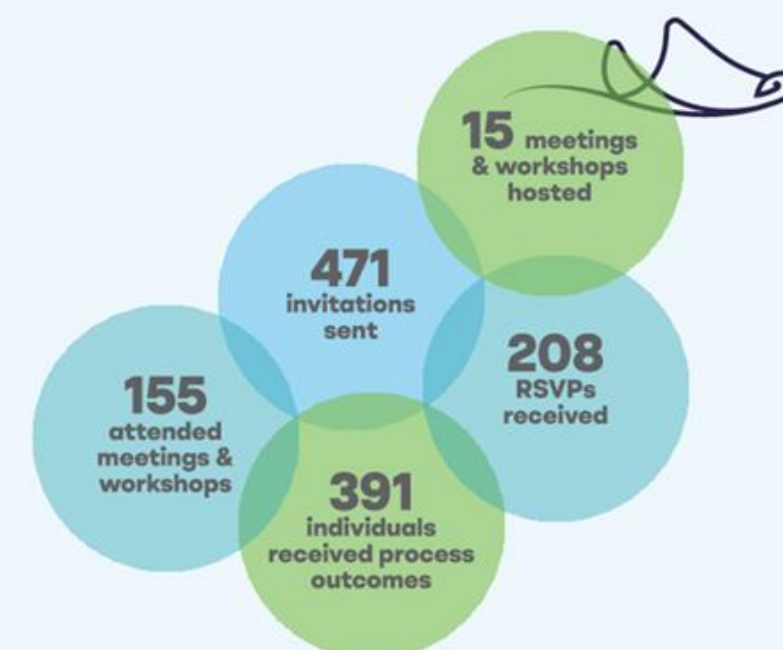 15 meetings
& workshops
hosted
471
invitations
sent
208
RSVPs
received
155
attended
meetings &
workshops
391
individuals
received process
outcomes